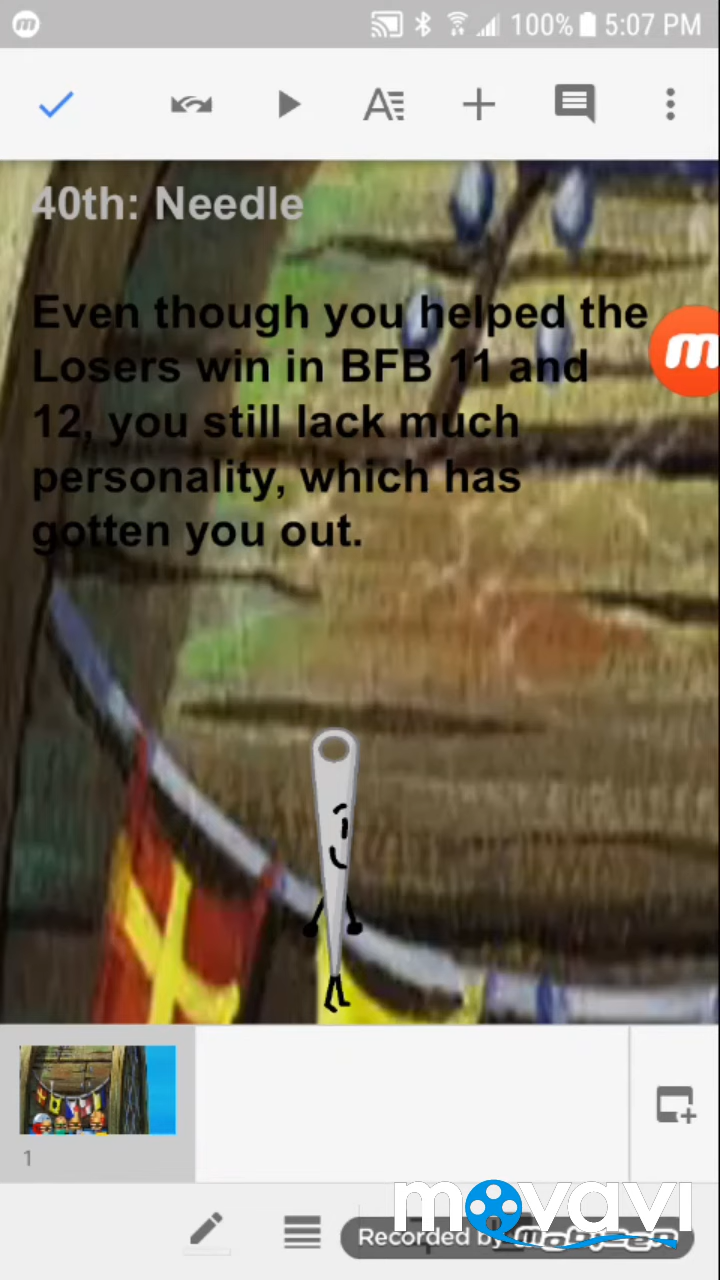 m
100% 5:07 PM
40th: Needle
Even though you helped the
Losers win in BFB 11 and
12, you still lack much
personality, which has
gotten you out.
m
1
movavi
Recorded by mobizen